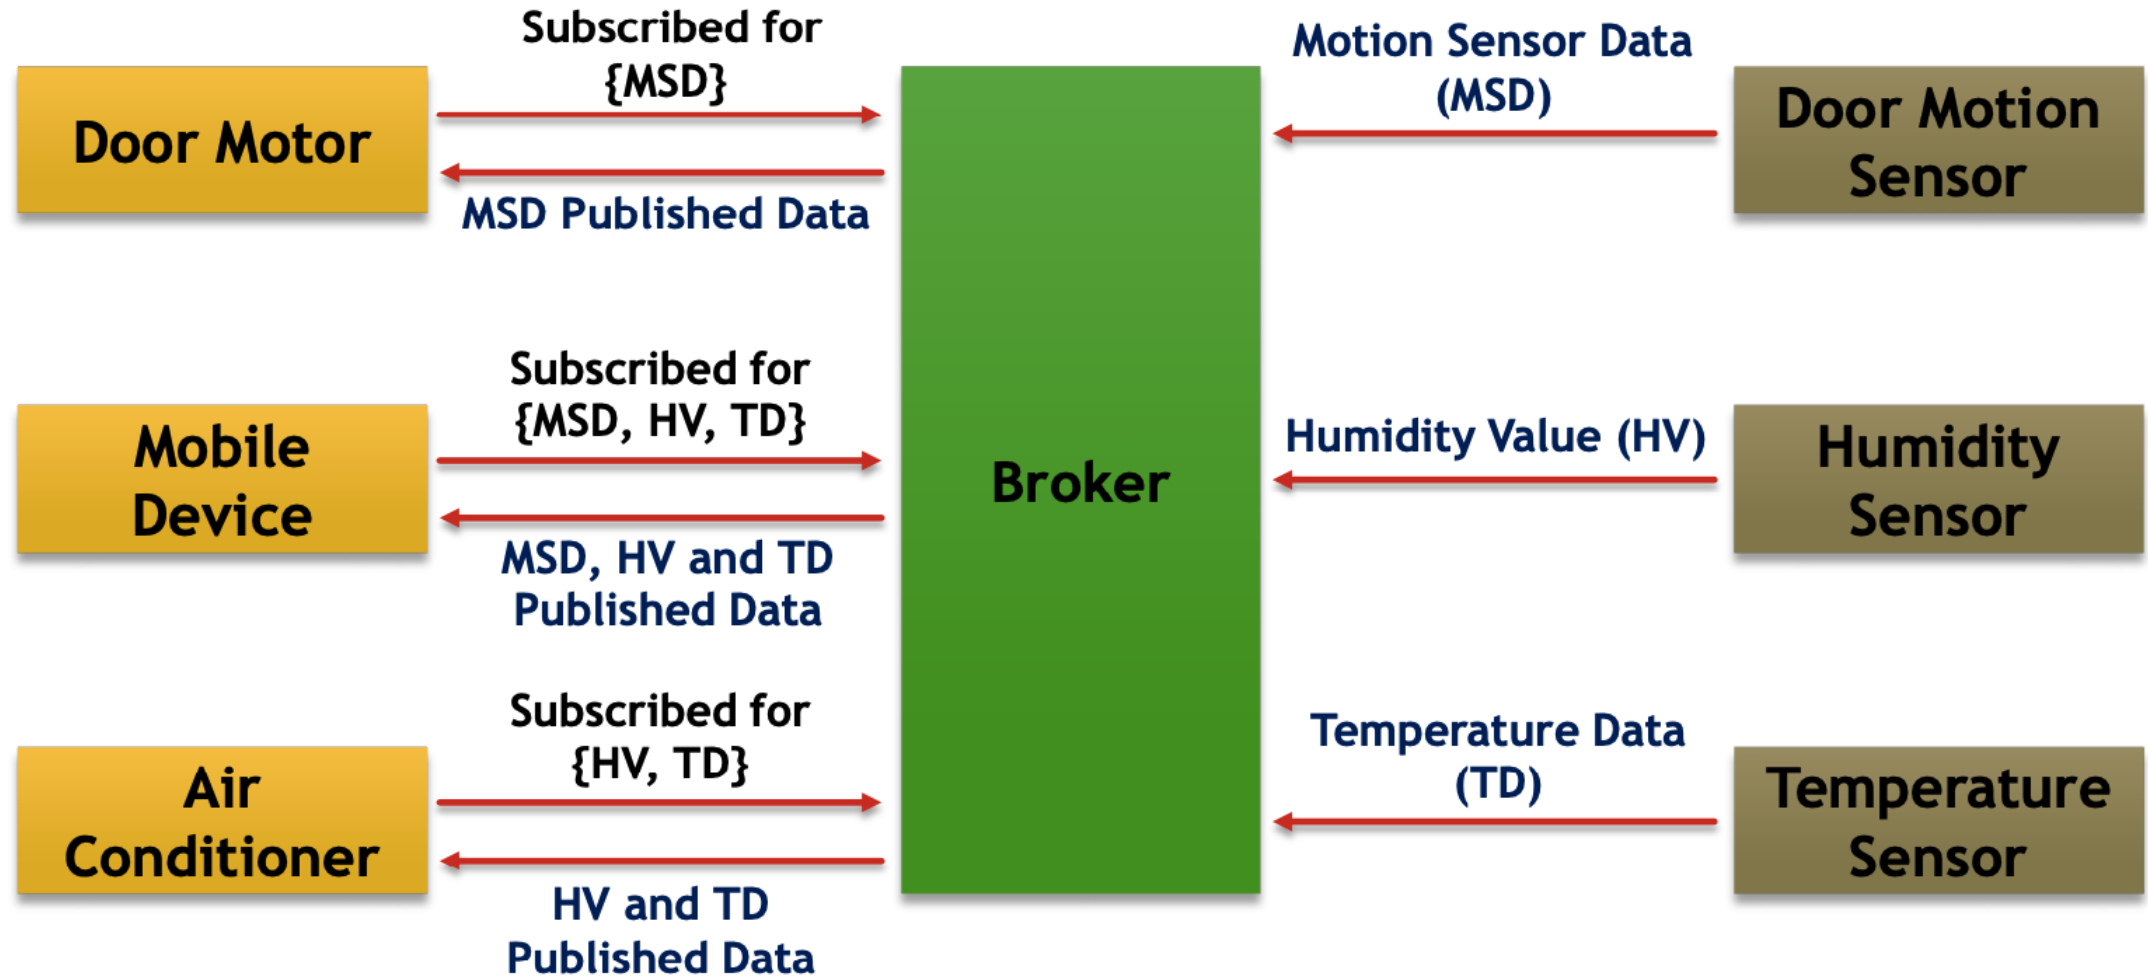 Subscribed for
{MSD}
Door Motor
MSD Published Data
Motion Sensor Data
(MSD)
Door Motion
Sensor
Subscribed for
{MSD, HV, TD}
Mobile
Device
MSD, HV and TD
Published Data
Broker
Humidity Value (HV)
Humidity
Sensor
Subscribed for
{HV, TD}
Air
Conditioner
HV and TD
Published Data
Temperature Data
(TD)
Temperature
Sensor